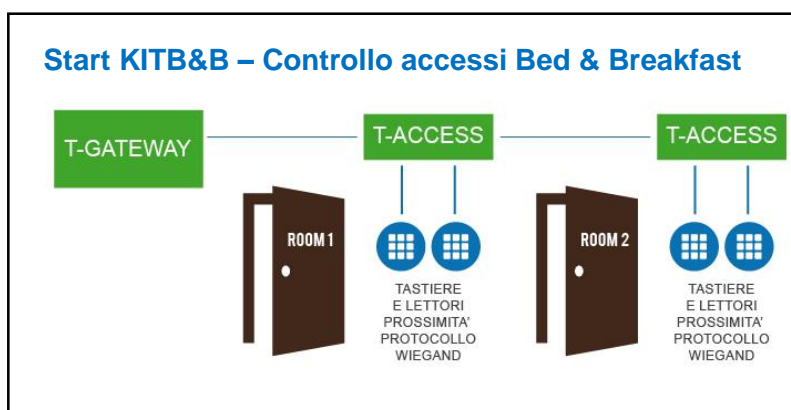 Start KITB&B – Controllo accessi Bed & Breakfast
T-GATEWAY
T-ACCESS
T-ACCESS
ROOM 1
TASTIERE
E LETTORI
PROSSIMITA'
PROTOCOLLO
WIEGAND
ROOM 2
TASTIERE
E LETTORI
PROSSIMITA'
PROTOCOLLO
WIEGAND